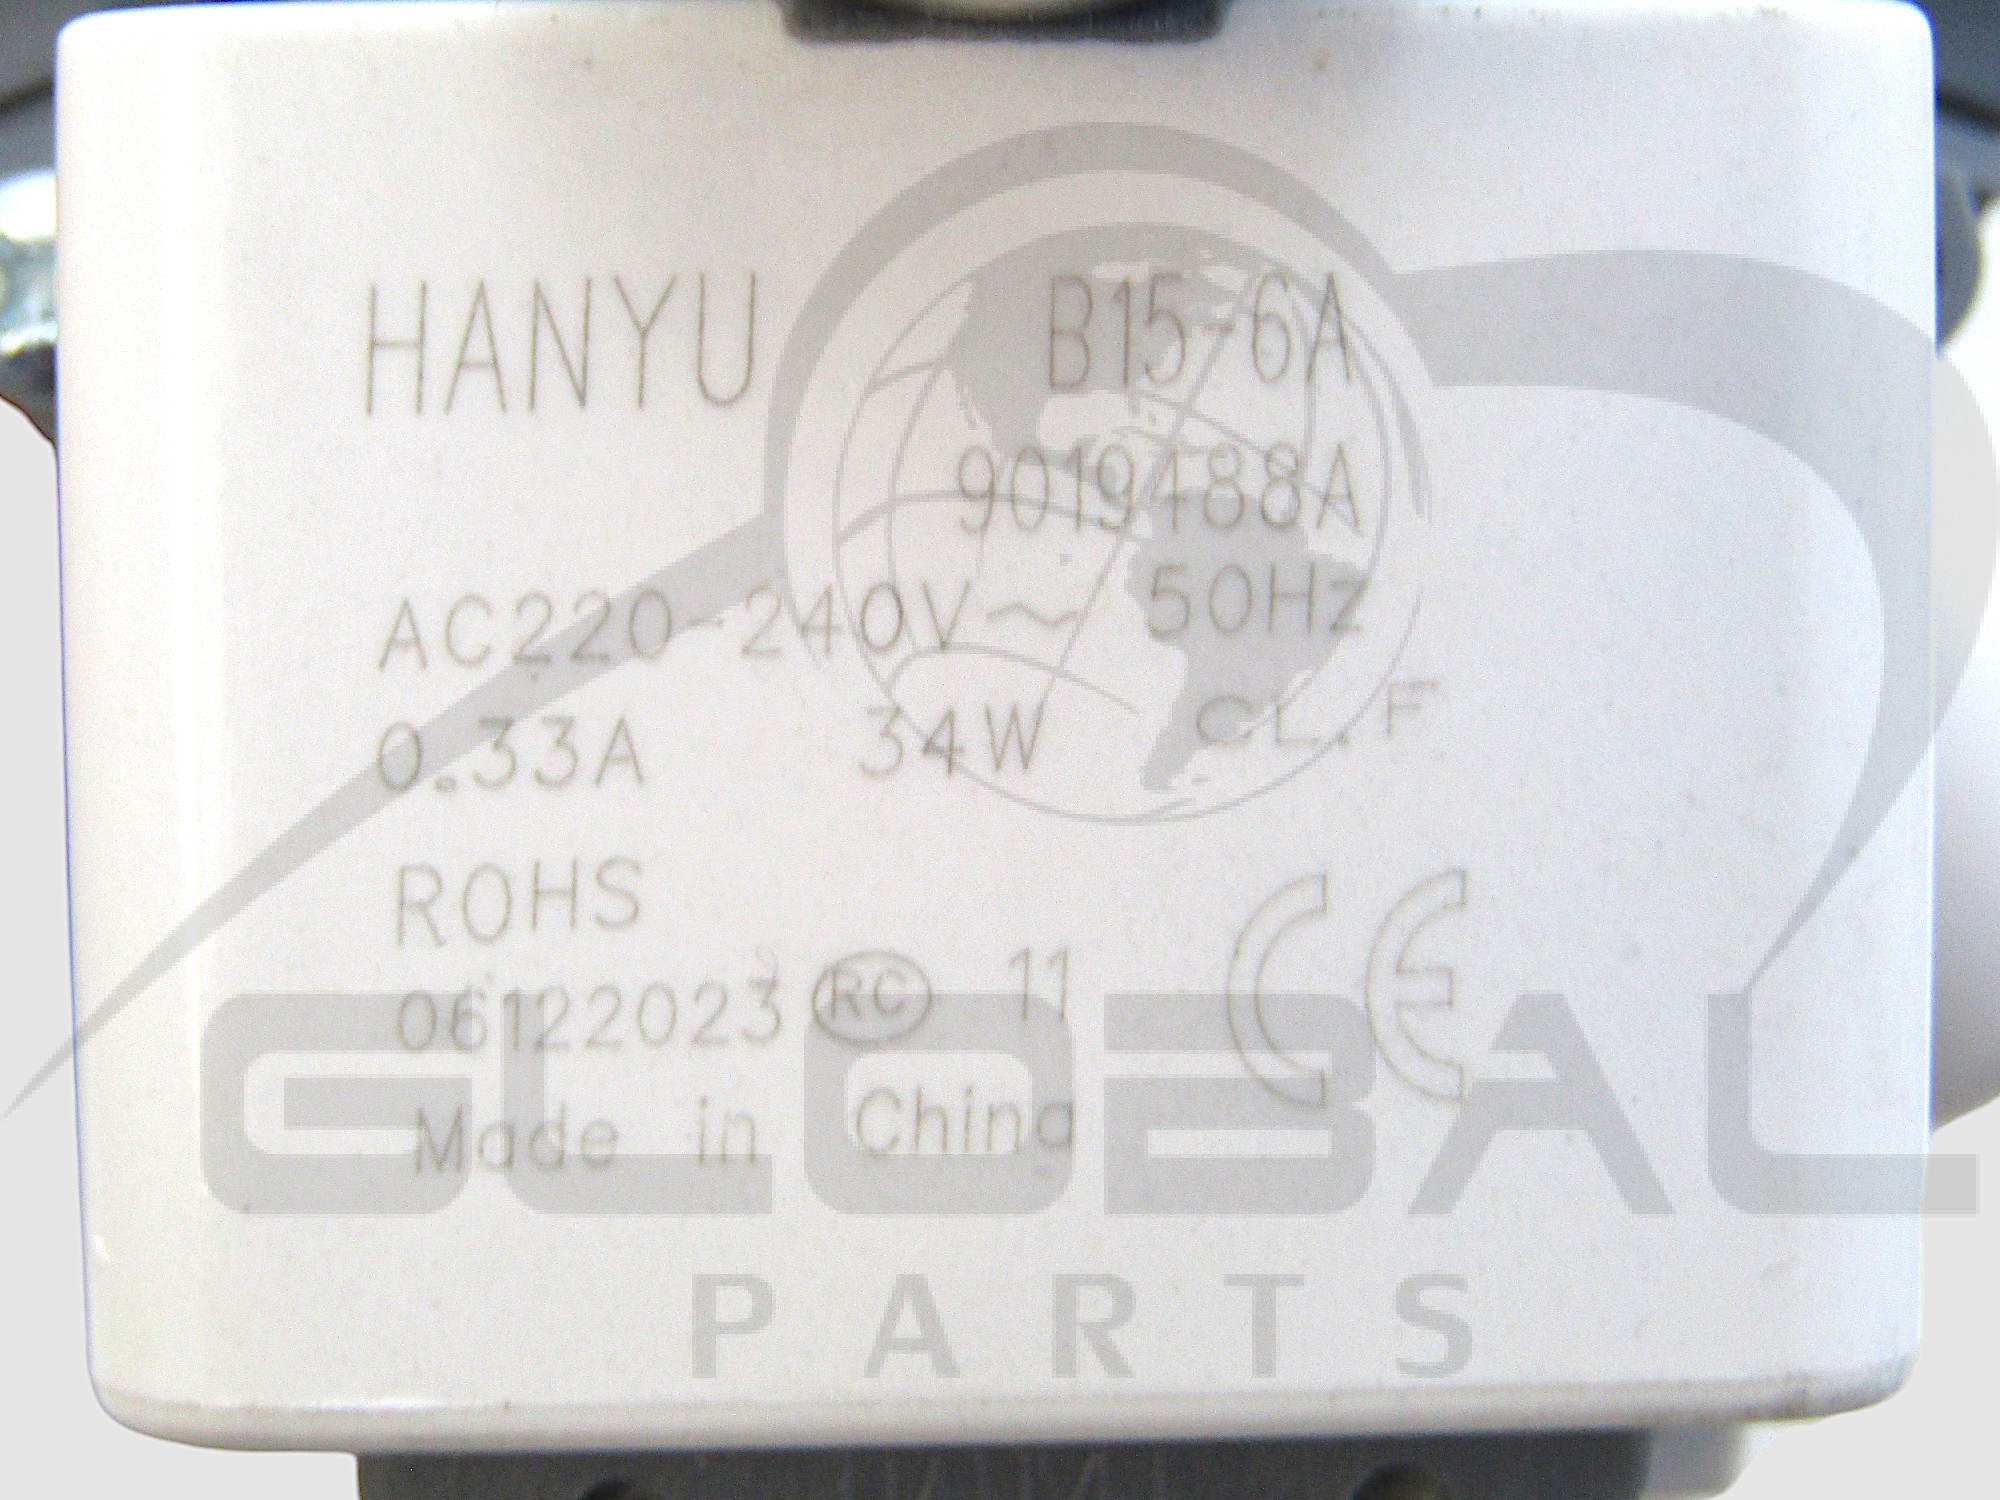 HANYU B15-6A
9019488A
AC220-240V~ 50Hz
0.33A 34W CL.F
ROHS
06122023 RC 11 CE
Made in China
GLOBAL
PARTS